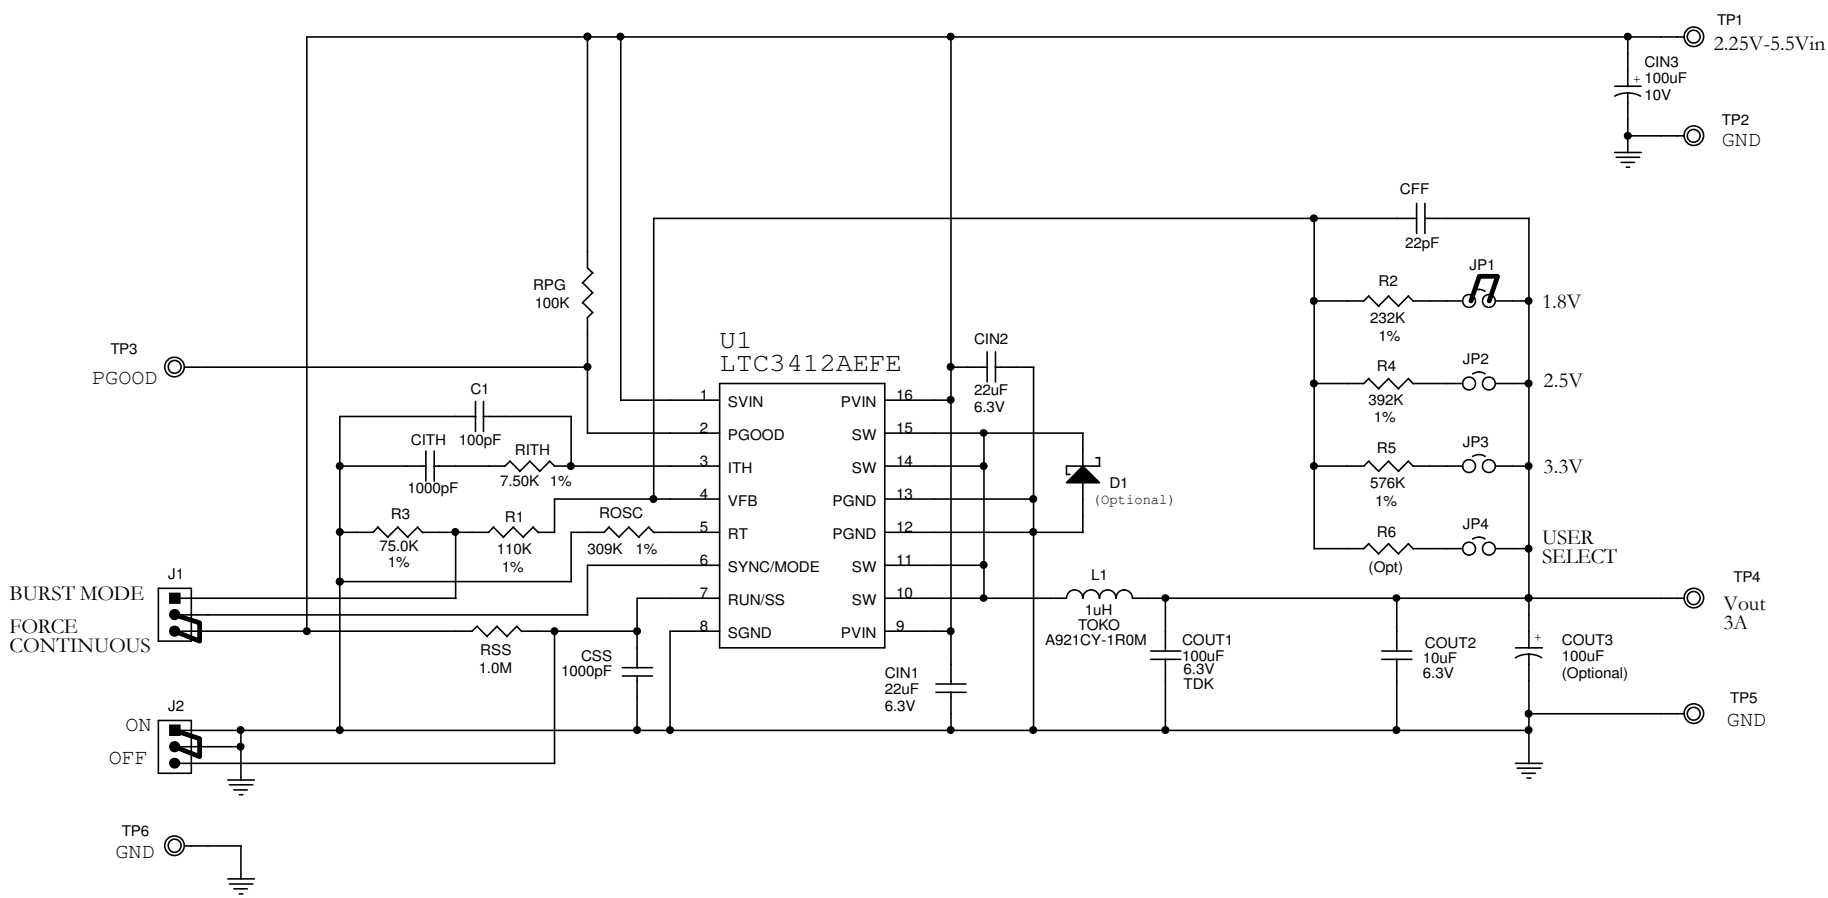 TP1
2.25V-5.5Vin
CIN3
+ 100uF
10V
TP2
GND
CFF
22pF
JP1
R2
232K
1%
1.8V
RPG
100K
TP3
PGOOD
U1
LTC3412AEFE
CIN2
22uF
6.3V
JP2
R4
392K
1%
2.5V
C1
100pF
CITH
1000pF
RITH
7.50K 1%
1 SVIN
2 PGOOD
3 ITH
4 VFB
5 RT
6 SYNC/MODE
7 RUN/SS
8 SGND
PVIN 16
SW 15
SW 14
PGND 13
PGND 12
SW 11
SW 10
PVIN 9
D1
(Optional)
JP3
R5
576K
1%
3.3V
R3
75.0K
1%
R1
110K
1%
ROSC
309K 1%
JP4
R6
(Opt)
USER
SELECT
J1
BURST MODE
FORCE
CONTINUOUS
L1
1uH
TOKO
A921CY-1R0M
TP4
Vout
3A
RSS
1.0M
CSS
1000pF
CIN1
22uF
6.3V
COUT1
100uF
6.3V
TDK
COUT2
10uF
6.3V
+
COUT3
100uF
(Optional)
J2
ON
OFF
TP5
GND
TP6
GND